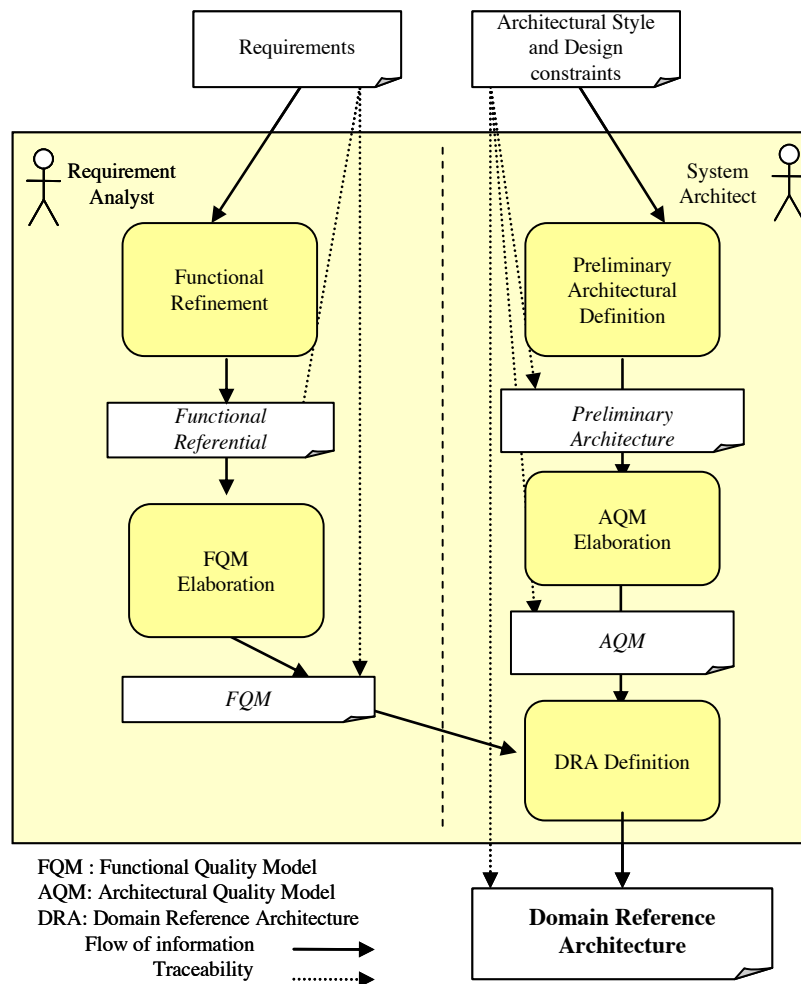 Requirements
Architectural Style
and Design
constraints
Requirement
Analyst
System
Architect
Functional
Refinement
Preliminary
Architectural
Definition
Functional
Referential
Preliminary
Architecture
FQM
Elaboration
AQM
Elaboration
FQM
AQM
DRA Definition
FQM : Functional Quality Model
AQM: Architectural Quality Model
DRA: Domain Reference Architecture
Flow of information
Traceability
Domain Reference
Architecture